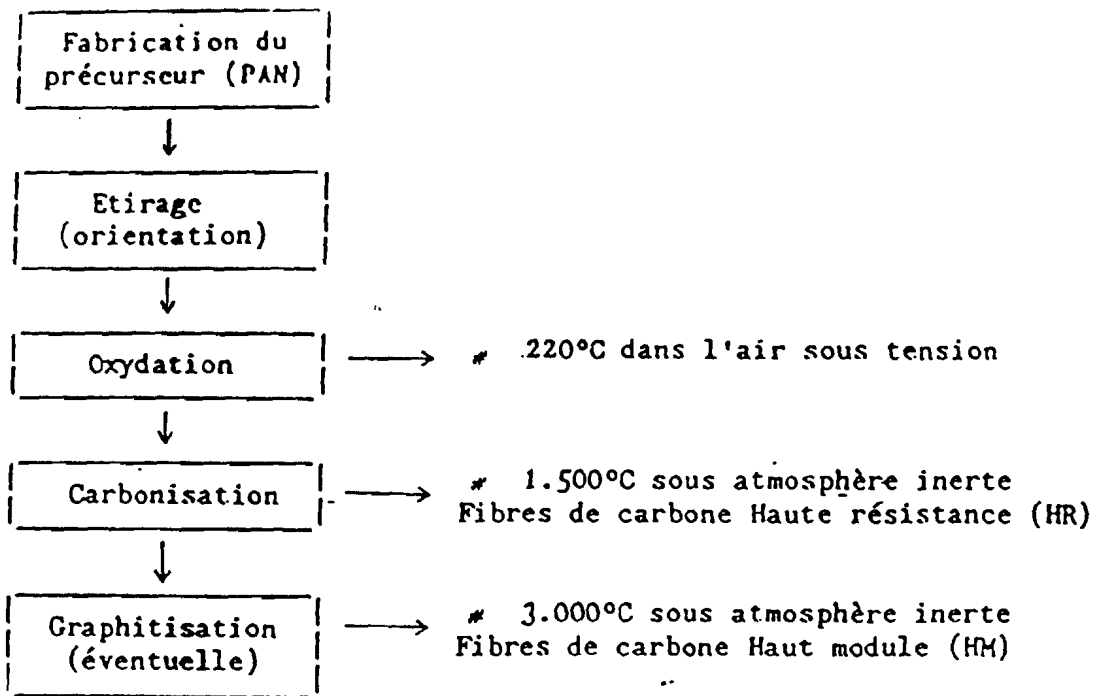 Fabrication du
précurseur (PAN)
Etirage
(orientation)
Oxydation
# 220°C dans l'air sous tension
Carbonisation
# 1.500°C sous atmosphère inerte
Fibres de carbone Haute résistance (HR)
Graphitisation
(éventuelle)
# 3.000°C sous atmosphère inerte
Fibres de carbone Haut module (HM)